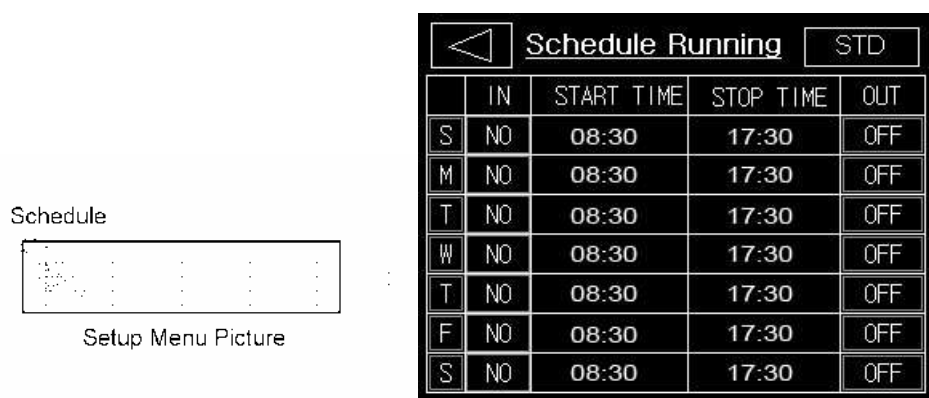 Schedule
Setup Menu Picture
Schedule Running STD
IN START TIME STOP TIME OUT
S NO 08:30 17:30 OFF
M NO 08:30 17:30 OFF
T NO 08:30 17:30 OFF
W NO 08:30 17:30 OFF
T NO 08:30 17:30 OFF
F NO 08:30 17:30 OFF
S NO 08:30 17:30 OFF